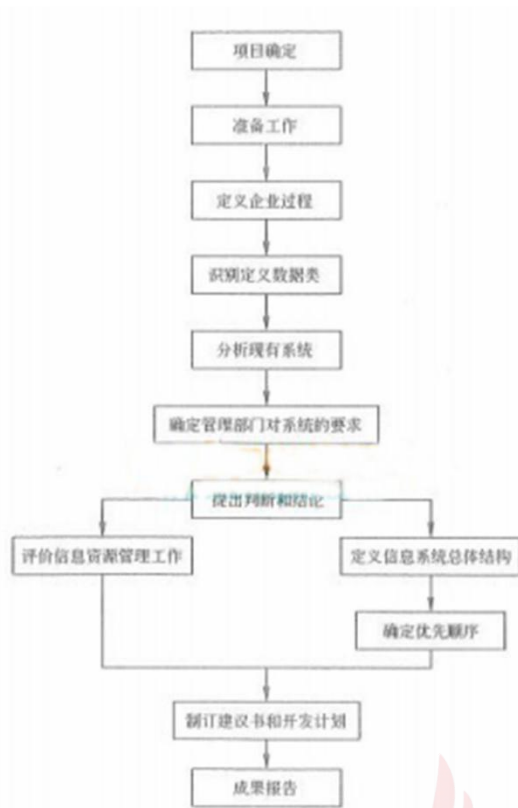 项目确定
准备工作
定义企业过程
识别定义数据类
分析现有系统
确定管理部门对系统的要求
提出判断和结论
评价信息资源管理工作
定义信息系统总体结构
确定优先顺序
制订建议书和开发计划
成果报告